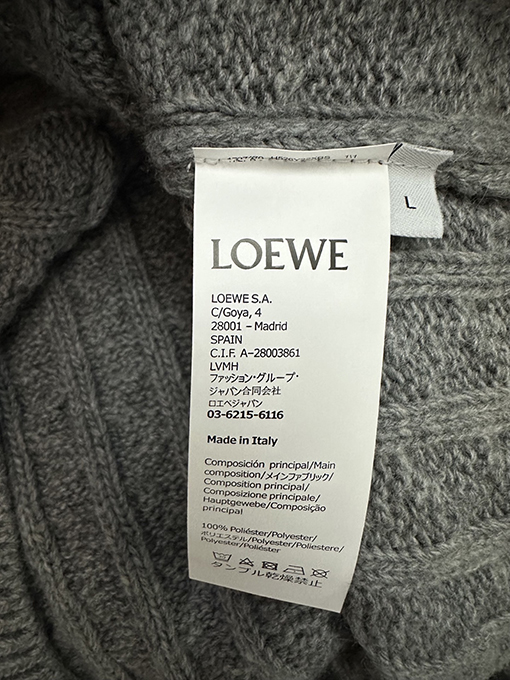 L
LOEWE
LOEWE S.A.
C/Goya, 4
28001 – Madrid
SPAIN
C.I.F. A–28003861
LVMH
ファッション・グループ・
ジャパン合同会社
ロエベジャパン
03-6215-6116
Made in Italy
Composición principal/Main
composition/メインファブリック/
Composition principal/
Composizione principale/
Hauptgewebe/Composição
principal
100% Poliéster/Polyester/
ポリエステル/Polyester/Poliestere/
Polyester/Poliéster
タンブル乾燥禁止